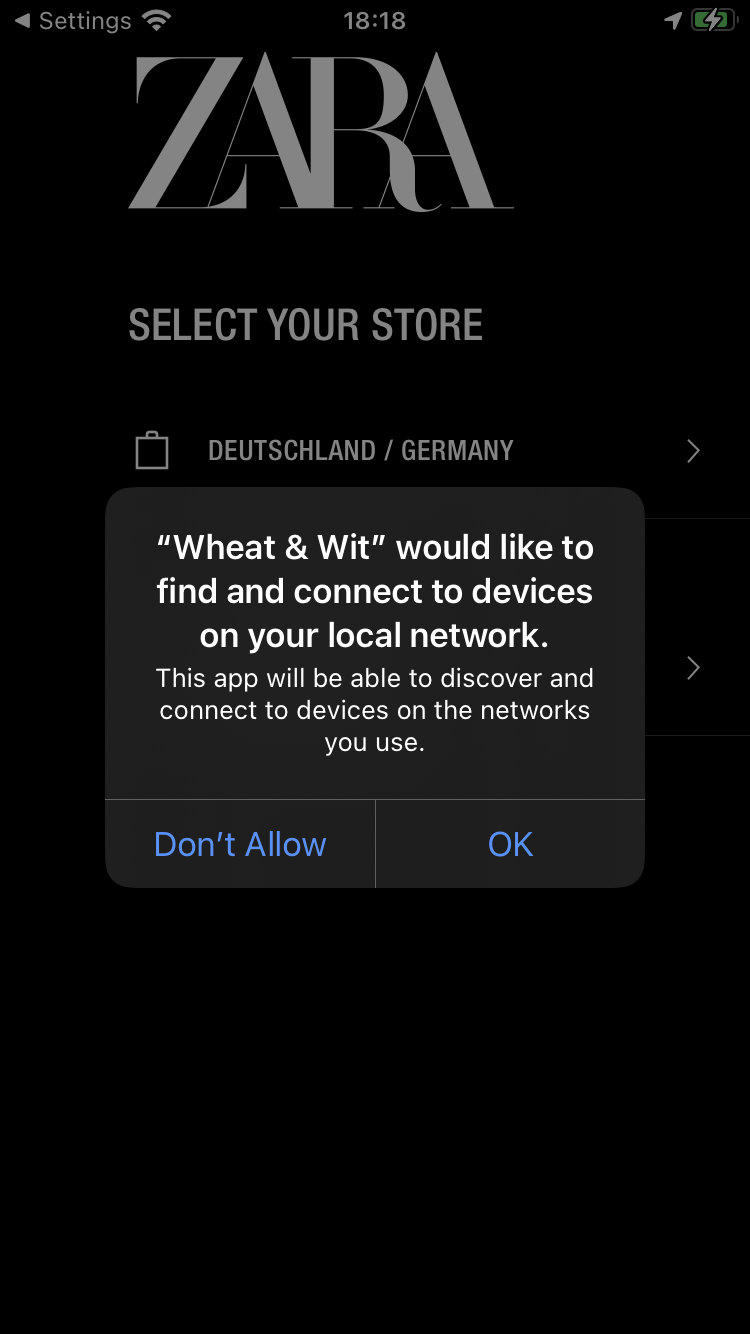 Settings
18:18
ZARA
SELECT YOUR STORE
DEUTSCHLAND / GERMANY
“Wheat & Wit” would like to
find and connect to devices
on your local network.
This app will be able to discover and
connect to devices on the networks
you use.
Don’t Allow
OK